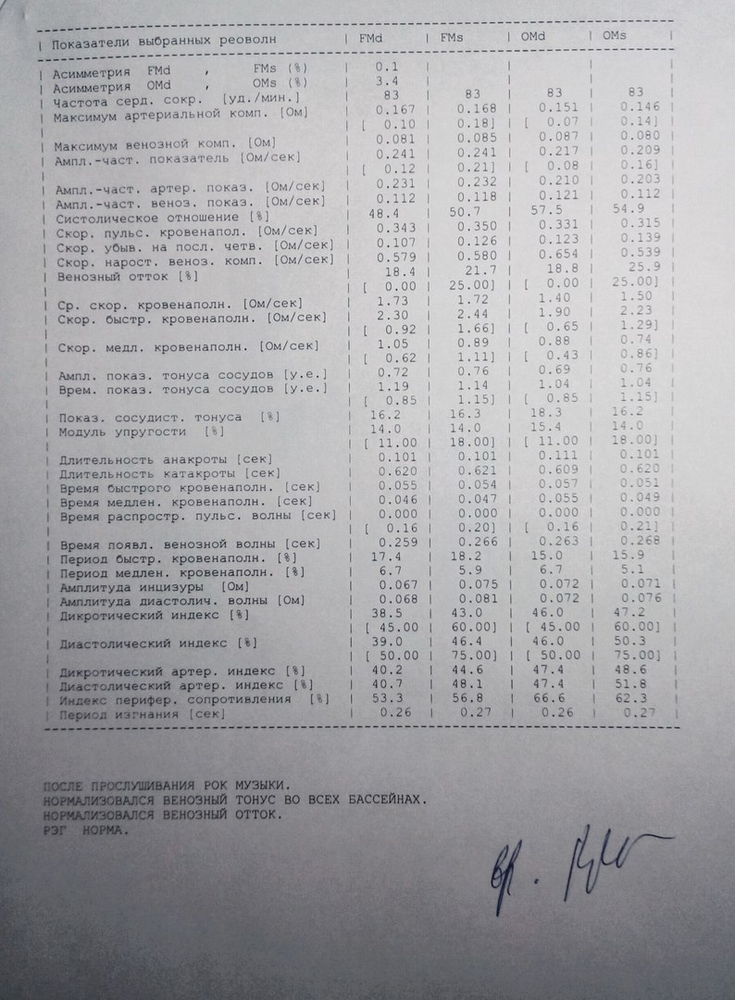 | Показатели выбранных реоволн | FMd | FMs | OMd | OMs |
| Асимметрия FMd , FMs (%) | 0.1 | | | |
| Асимметрия OMd , OMs (%) | 3.4 | | | |
| Частота серд. сокр. [уд./мин.] | 83 | 83 | 83 | 83 |
| Максимум артериальной комп. [Ом] | 0.167 | 0.168 | 0.151 | 0.146 |
| | [ 0.10 | 0.18] | [ 0.07 | 0.14] |
| Максимум венозной комп. [Ом] | 0.081 | 0.085 | 0.087 | 0.080 |
| Ампл.-част. показатель [Ом/сек] | 0.241 | 0.241 | 0.217 | 0.209 |
| | [ 0.12 | 0.21] | [ 0.08 | 0.16] |
| Ампл.-част. артер. показ. [Ом/сек] | 0.231 | 0.232 | 0.210 | 0.203 |
| Ампл.-част. веноз. показ. [Ом/сек] | 0.112 | 0.118 | 0.121 | 0.112 |
| Систолическое отношение [%] | 48.4 | 50.7 | 57.5 | 54.9 |
| Скор. пульс. кровенапол. [Ом/сек] | 0.343 | 0.350 | 0.331 | 0.315 |
| Скор. убыв. на посл. четв. [Ом/сек] | 0.107 | 0.126 | 0.123 | 0.139 |
| Скор. нарост. веноз. комп. [Ом/сек] | 0.579 | 0.580 | 0.654 | 0.539 |
| Венозный отток [%] | 18.4 | 21.7 | 18.8 | 25.9 |
| | [ 0.00 | 25.00] | [ 0.00 | 25.00] |
| Ср. скор. кровенаполн. [Ом/сек] | 1.73 | 1.72 | 1.40 | 1.50 |
| Скор. быстр. кровенаполн. [Ом/сек] | 2.30 | 2.44 | 1.90 | 2.23 |
| | [ 0.92 | 1.66] | [ 0.65 | 1.29] |
| Скор. медл. кровенаполн. [Ом/сек] | 1.05 | 0.89 | 0.88 | 0.74 |
| | [ 0.62 | 1.11] | [ 0.43 | 0.86] |
| Ампл. показ. тонуса сосудов [у.е.] | 0.72 | 0.76 | 0.69 | 0.76 |
| Врем. показ. тонуса сосудов [у.е.] | 1.19 | 1.14 | 1.04 | 1.04 |
| | [ 0.85 | 1.15] | [ 0.85 | 1.15] |
| Показ. сосудист. тонуса [%] | 16.2 | 16.3 | 18.3 | 16.2 |
| Модуль упругости [%] | 14.0 | 14.0 | 15.4 | 14.0 |
| | [ 11.00 | 18.00] | [ 11.00 | 18.00] |
| Длительность анакроты [сек] | 0.101 | 0.101 | 0.111 | 0.101 |
| Длительность катакроты [сек] | 0.620 | 0.621 | 0.609 | 0.620 |
| Время быстрого кровенаполн. [сек] | 0.055 | 0.054 | 0.057 | 0.051 |
| Время медлен. кровенаполн. [сек] | 0.046 | 0.047 | 0.055 | 0.049 |
| Время распростр. пульс. волны [сек] | 0.000 | 0.000 | 0.000 | 0.000 |
| | [ 0.16 | 0.20] | [ 0.16 | 0.21] |
| Время появл. венозной волны [сек] | 0.259 | 0.266 | 0.263 | 0.268 |
| Период быстр. кровенаполн. [%] | 17.4 | 18.2 | 15.0 | 15.9 |
| Период медлен. кровенаполн. [%] | 6.7 | 5.9 | 6.7 | 5.1 |
| Амплитуда инцизуры [Ом] | 0.067 | 0.075 | 0.072 | 0.071 |
| Амплитуда диастолич. волны [Ом] | 0.068 | 0.081 | 0.072 | 0.076 |
| Дикротический индекс [%] | 38.5 | 43.0 | 46.0 | 47.2 |
| | [ 45.00 | 60.00] | [ 45.00 | 60.00] |
| Диастолический индекс [%] | 39.0 | 46.4 | 46.0 | 50.3 |
| | [ 50.00 | 75.00] | [ 50.00 | 75.00] |
| Дикротический артер. индекс [%] | 40.2 | 44.6 | 47.4 | 48.6 |
| Диастолический артер. индекс [%] | 40.7 | 48.1 | 47.4 | 51.8 |
| Индекс перифер. сопротивления [%] | 53.3 | 56.8 | 66.6 | 62.3 |
| Период изгнания [сек] | 0.26 | 0.27 | 0.26 | 0.27 |
ПОСЛЕ ПРОСЛУШИВАНИЯ РОК МУЗЫКИ.
НОРМАЛИЗОВАЛСЯ ВЕНОЗНЫЙ ТОНУС ВО ВСЕХ БАССЕЙНАХ.
НОРМАЛИЗОВАЛСЯ ВЕНОЗНЫЙ ОТТОК.
РЭГ НОРМА.